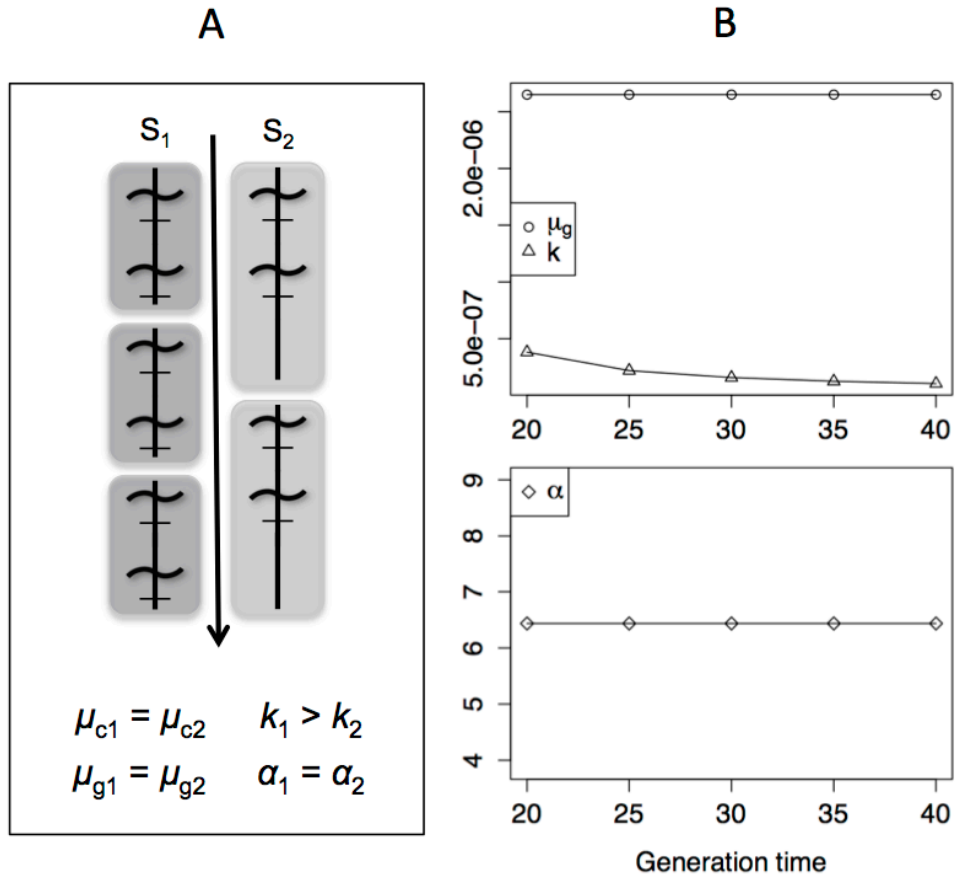 A
B
S₁ S₂
μc1 = μc2 k₁ > k₂
μg1 = μg2 α₁ = α₂
2.0e−06
5.0e−07
μg
k
20 25 30 35 40
9
8
7
6
5
4
α
20 25 30 35 40
Generation time